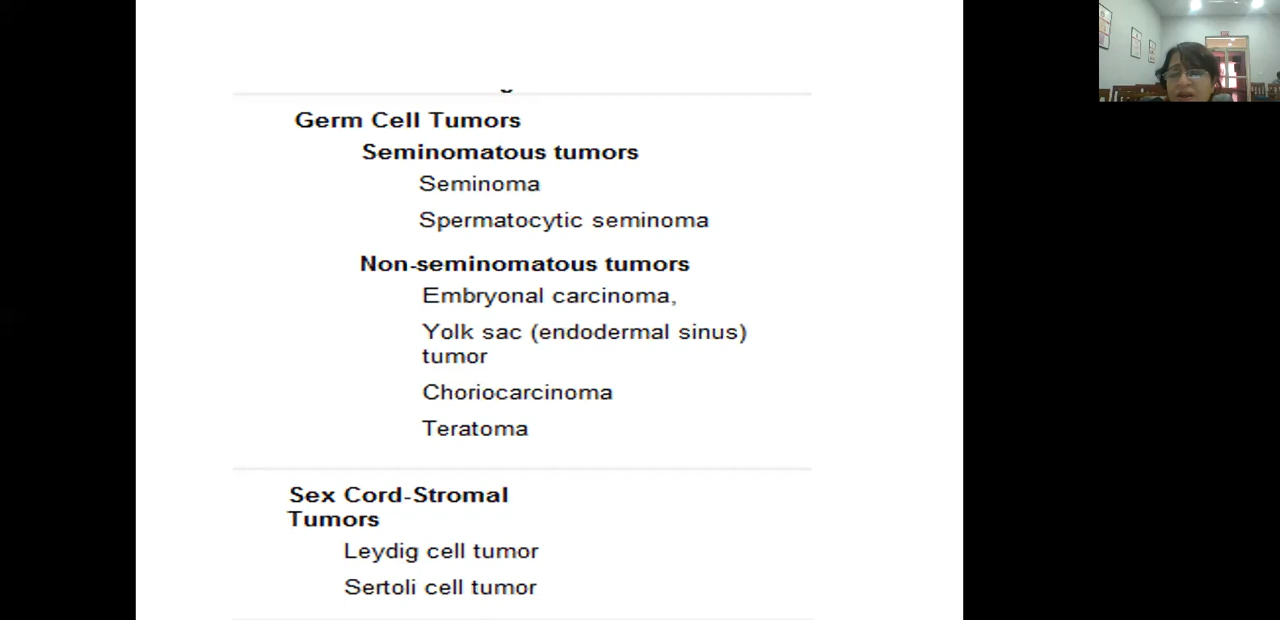 Germ Cell Tumors
Seminomatous tumors
Seminoma
Spermatocytic seminoma
Non-seminomatous tumors
Embryonal carcinoma,
Yolk sac (endodermal sinus)
tumor
Choriocarcinoma
Teratoma
Sex Cord-Stromal
Tumors
Leydig cell tumor
Sertoli cell tumor